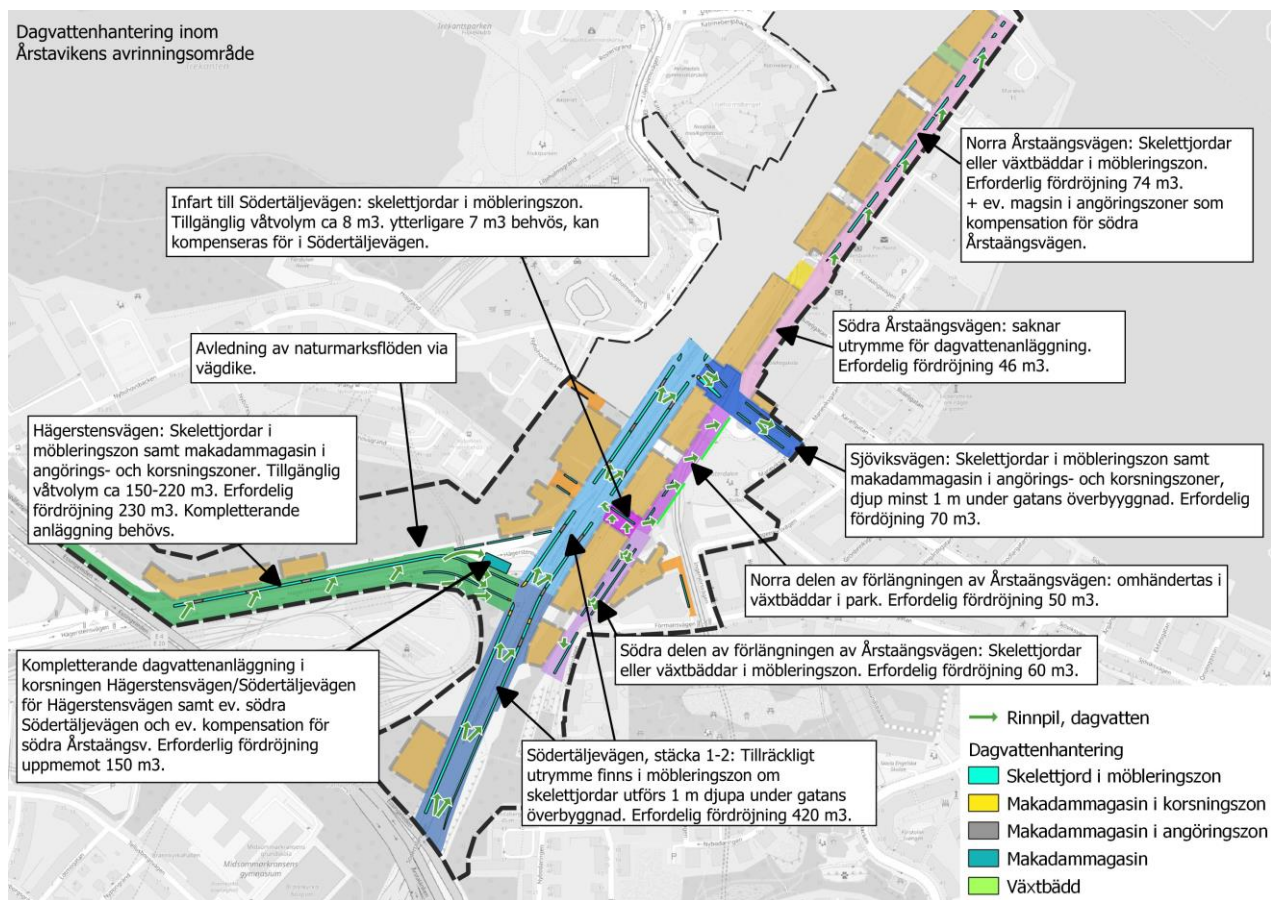 Dagvattenhantering inom
Årstavikens avrinningsområde
Norra Årstaängsvägen: Skelettjordar
eller växtbäddar i möbleringszon.
Erforderlig fördröjning 74 m3.
+ ev. magsin i angöringszoner som
kompensation för södra
Årstaängsvägen.
Infart till Södertäljevägen: skelettjordar i möbleringszon.
Tillgänglig våtvolym ca 8 m3. ytterligare 7 m3 behövs, kan
kompenseras för i Södertäljevägen.
Södra Årstaängsvägen: saknar
utrymme för dagvattenanläggning.
Erfordelig fördröjning 46 m3.
Avledning av naturmarksflöden via
vägdike.
Hägerstensvägen: Skelettjordar i
möbleringszon samt makadammagasin i
angörings- och korsningszoner. Tillgänglig
våtvolym ca 150-220 m3. Erfordelig
fördröjning 230 m3. Kompletterande
anläggning behövs.
Sjöviksvägen: Skelettjordar i möbleringszon samt
makadammagasin i angörings- och korsningszoner,
djup minst 1 m under gatans överbyggnad. Erfordelig
fördöjning 70 m3.
Norra delen av förlängningen av Årstaängsvägen: omhändertas i
växtbäddar i park. Erfordelig fördröjning 50 m3.
Södra delen av förlängningen av Årstaängsvägen: Skelettjordar
eller växtbäddar i möbleringszon. Erfordelig fördröjning 60 m3.
Kompletterande dagvattenanläggning i
korsningen Hägerstensvägen/Södertäljevägen
för Hägerstensvägen samt ev. södra
Södertäljevägen och ev. kompensation för
södra Årstaängsv. Erforderlig fördröjning
uppmemot 150 m3.
Södertäljevägen, stäcka 1-2: Tillräckligt
utrymme finns i möbleringszon om
skelettjordar utförs 1 m djupa under gatans
överbyggnad. Erfordelig fördröjning 420 m3.
Hägerstensvägen
Midsommarkransens
gymnasium
Rinnpil, dagvatten
Dagvattenhantering
Skelettjord i möbleringszon
Makadammagasin i korsningszon
Makadammagasin i angöringszon
Makadammagasin
Växtbädd